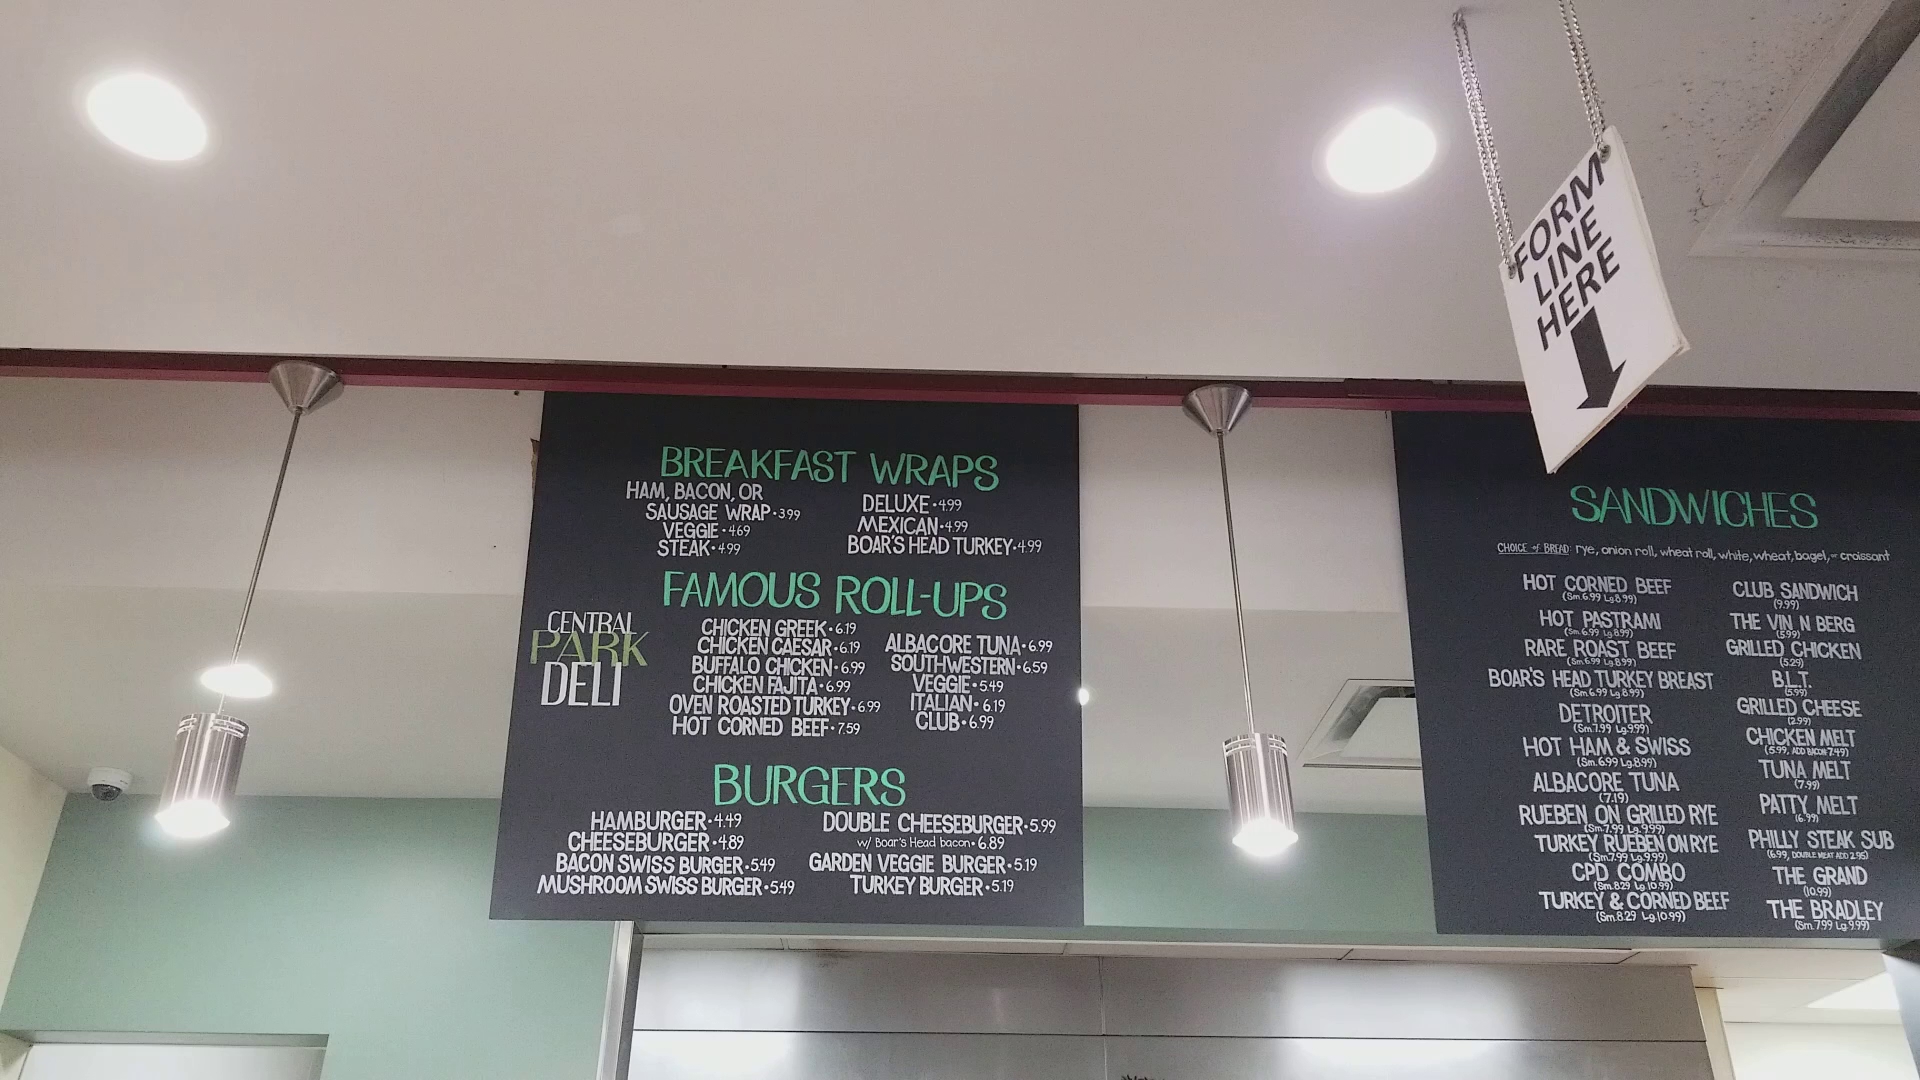 FORM
LINE
HERE
BREAKFAST WRAPS
HAM, BACON, OR
SAUSAGE WRAP • 3.99
VEGGIE • 4.69
STEAK • 4.99
DELUXE • 4.99
MEXICAN • 4.99
BOAR'S HEAD TURKEY • 4.99
CENTRAL
PARK
DELI
FAMOUS ROLL-UPS
CHICKEN GREEK • 6.19
CHICKEN CAESAR • 6.19
BUFFALO CHICKEN • 6.99
CHICKEN FAJITA • 6.99
OVEN ROASTED TURKEY • 6.99
HOT CORNED BEEF • 7.59
ALBACORE TUNA • 6.99
SOUTHWESTERN • 6.59
VEGGIE • 5.49
ITALIAN • 6.19
CLUB • 6.99
BURGERS
HAMBURGER • 4.49
CHEESEBURGER • 4.89
BACON SWISS BURGER • 5.49
MUSHROOM SWISS BURGER • 5.49
DOUBLE CHEESEBURGER • 5.99
w/ Boar's Head bacon • 6.89
GARDEN VEGGIE BURGER • 5.19
TURKEY BURGER • 5.19
SANDWICHES
CHOICE of BREAD: rye, onion roll, wheat roll, white, wheat, bagel, or croissant
HOT CORNED BEEF
(Sm. 6.99 Lg. 8.99)
HOT PASTRAMI
(Sm. 6.99 Lg. 8.99)
RARE ROAST BEEF
(Sm. 6.99 Lg. 8.99)
BOAR'S HEAD TURKEY BREAST
(Sm. 6.99 Lg. 8.99)
DETROITER
(Sm. 7.99 Lg. 9.99)
HOT HAM & SWISS
(Sm. 6.99 Lg. 8.99)
ALBACORE TUNA
(7.19)
RUEBEN ON GRILLED RYE
(Sm. 7.99 Lg. 9.99)
TURKEY RUEBEN ON RYE
(Sm. 7.99 Lg. 9.99)
CPD COMBO
(Sm. 8.29 Lg. 10.99)
TURKEY & CORNED BEEF
(Sm. 8.29 Lg. 10.99)
CLUB SANDWICH
(9.99)
THE VIN N BERG
(5.99)
GRILLED CHICKEN
(5.29)
B.L.T.
(5.99)
GRILLED CHEESE
(2.99)
CHICKEN MELT
(5.99, ADD BACON 7.49)
TUNA MELT
(7.99)
PATTY MELT
(6.99)
PHILLY STEAK SUB
(6.99, DOUBLE MEAT ADD 2.95)
THE GRAND
(10.99)
THE BRADLEY
(Sm. 7.99 Lg. 9.99)